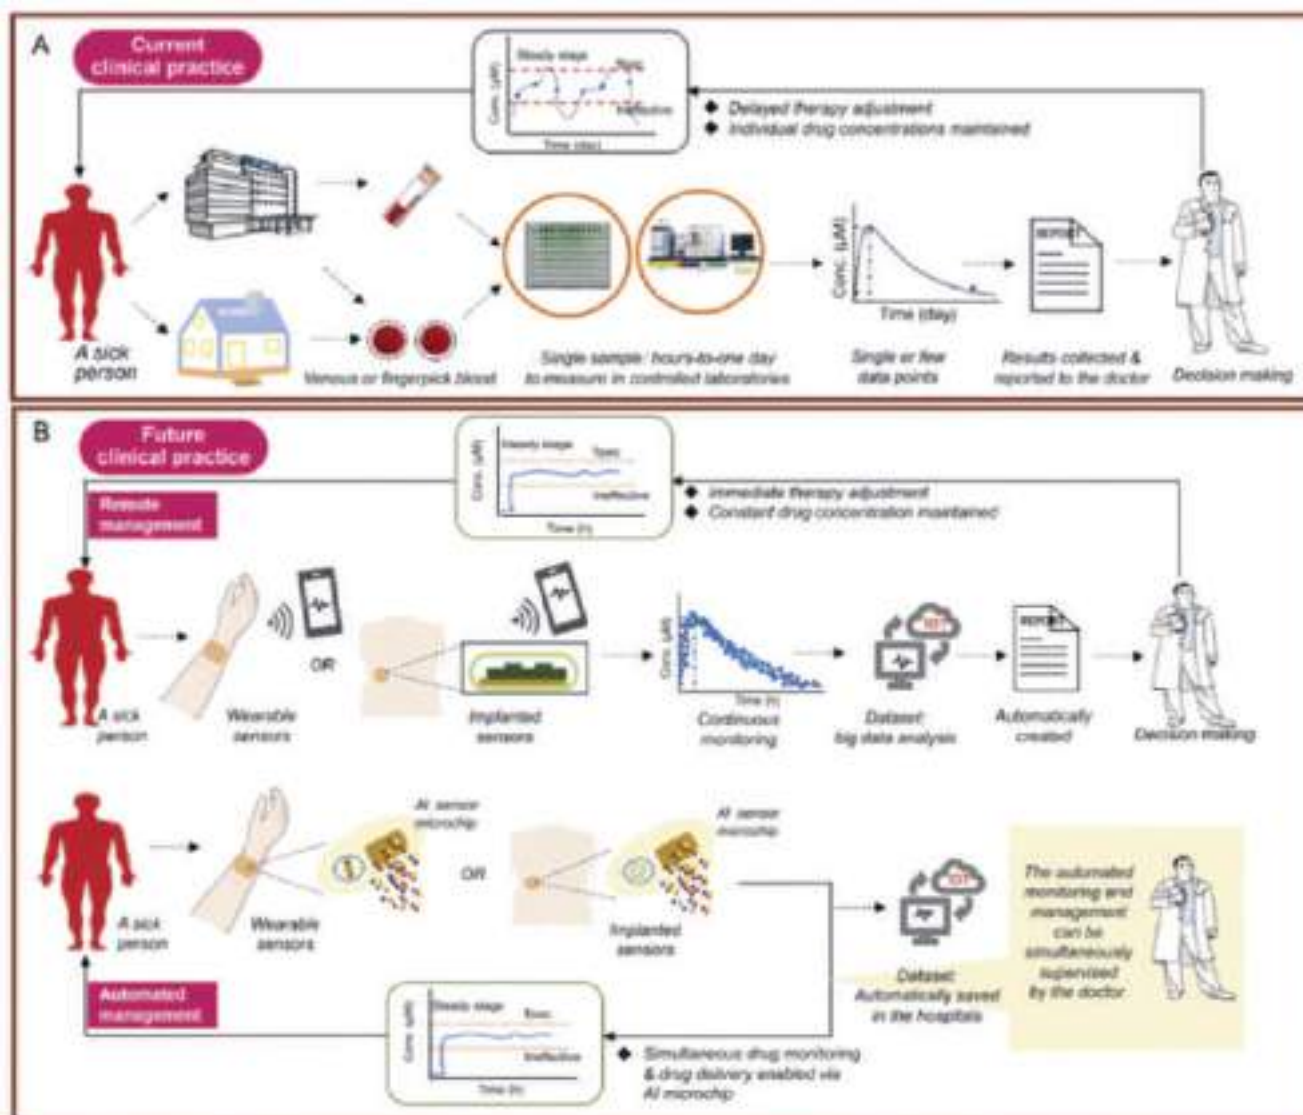 A
Current
clinical practice
Conc. (µM)
Steady stage
Toxic
Ineffective
Time (day)
Delayed therapy adjustment
Individual drug concentrations maintained
A sick
person
Venous or fingerpick blood
Single sample/ hours-to-one day
to measure in controlled laboratories
Conc. (µM)
Time (day)
Single or few
data points
REPORT
Results collected &
reported to the doctor
Decision making
B
Future
clinical practice
Remote
management
Conc. (µM)
Steady stage
Toxic
Ineffective
Time (h)
Immediate therapy adjustment
Constant drug concentration maintained
A sick
person
Wearable
sensors
OR
Implanted
sensors
Conc. (µM)
Time (h)
Continuous
monitoring
IOT
Dataset:
big data analysis
REPORT
Automatically
created
Decision making
A sick
person
Wearable
sensors
AI sensor
microchip
OR
Implanted
sensors
AI sensor
microchip
IOT
Dataset:
Automatically saved
in the hospitals
The automated
monitoring and
management
can be
simultaneously
supervised
by the doctor
Automated
management
Conc. (µM)
Steady stage
Toxic
Ineffective
Time (h)
Simultaneous drug monitoring
& drug delivery enabled via
AI microchip